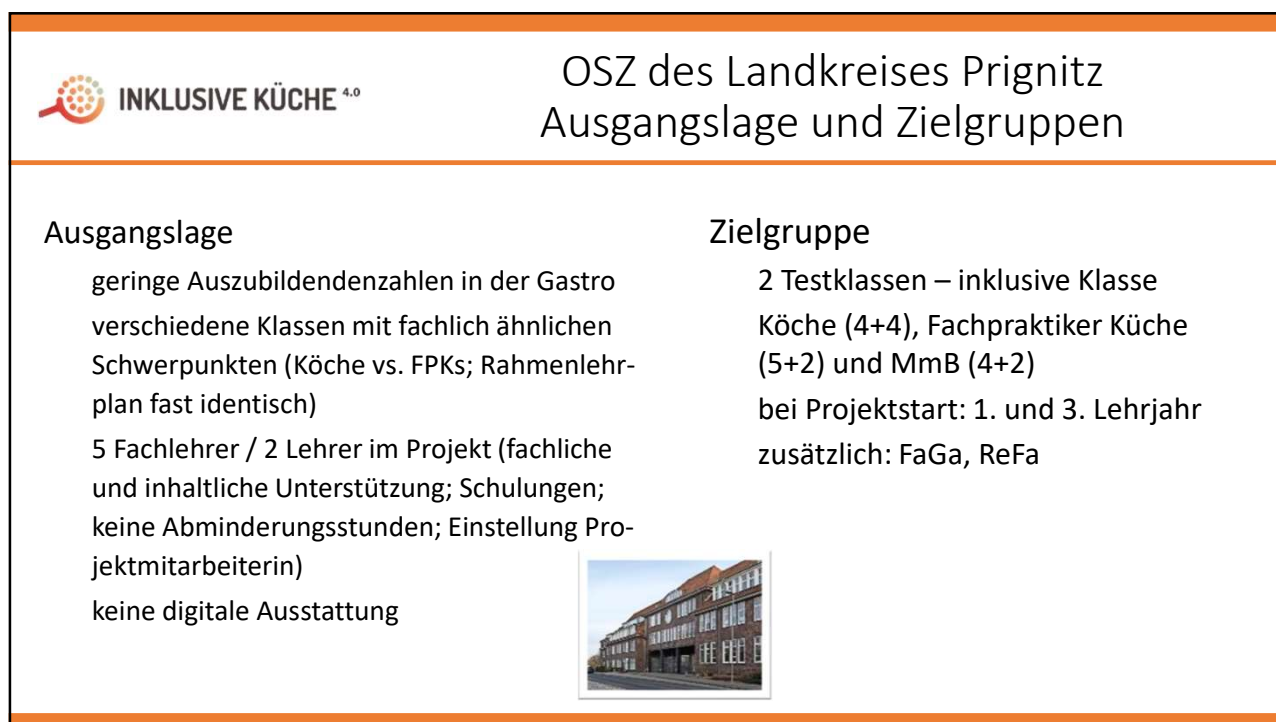 INKLUSIVE KÜCHE 4.0
OSZ des Landkreises Prignitz
Ausgangslage und Zielgruppen
Ausgangslage
geringe Auszubildendenzahlen in der Gastro
verschiedene Klassen mit fachlich ähnlichen
Schwerpunkten (Köche vs. FPKs; Rahmenlehr-
plan fast identisch)
5 Fachlehrer / 2 Lehrer im Projekt (fachliche
und inhaltliche Unterstützung; Schulungen;
keine Abminderungsstunden; Einstellung Pro-
jektmitarbeiterin)
keine digitale Ausstattung
Zielgruppe
2 Testklassen – inklusive Klasse
Köche (4+4), Fachpraktiker Küche
(5+2) und MmB (4+2)
bei Projektstart: 1. und 3. Lehrjahr
zusätzlich: FaGa, ReFa